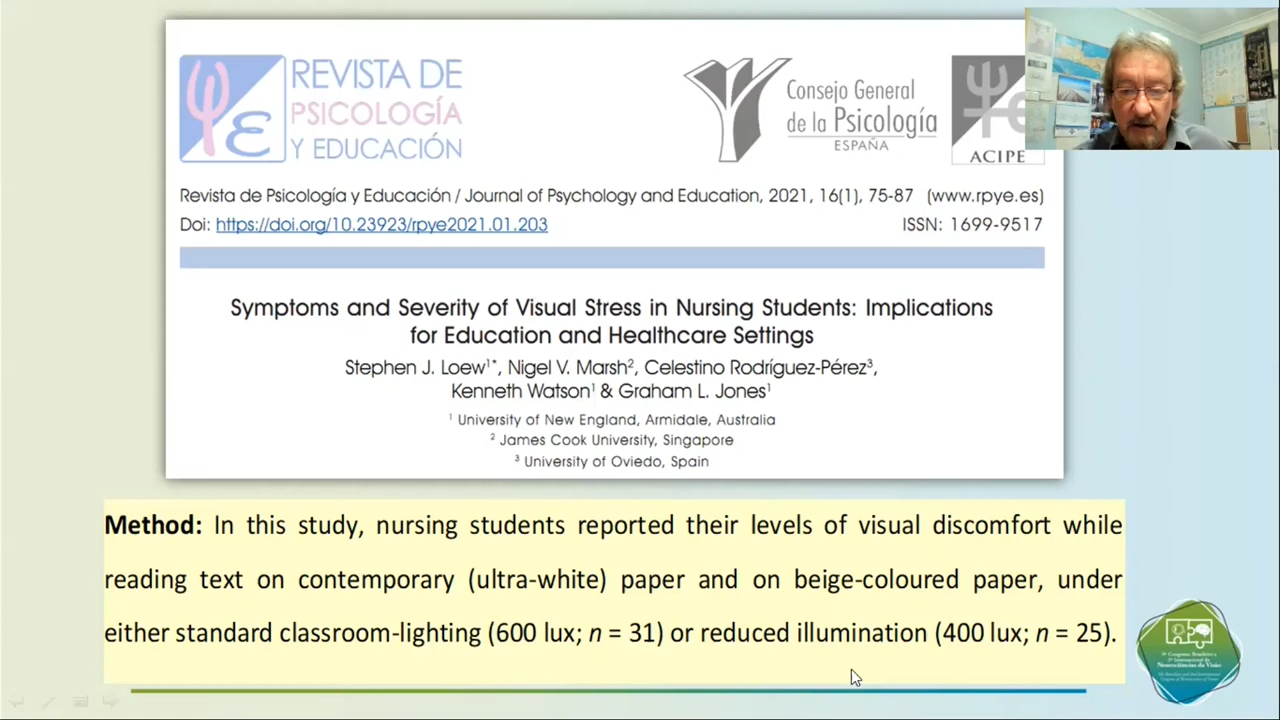 REVISTA DE
PSICOLOGÍA
Y EDUCACIÓN
Consejo General
de la Psicología
ESPAÑA
ACIPE
Revista de Psicología y Educación / Journal of Psychology and Education, 2021, 16(1), 75-87 (www.rpye.es)
Doi: https://doi.org/10.23923/rpye2021.01.203
ISSN: 1699-9517
Symptoms and Severity of Visual Stress in Nursing Students: Implications
for Education and Healthcare Settings
Stephen J. Loew1*, Nigel V. Marsh2, Celestino Rodríguez-Pérez3,
Kenneth Watson1 & Graham L. Jones1
1 University of New England, Armidale, Australia
2 James Cook University, Singapore
3 University of Oviedo, Spain
Method: In this study, nursing students reported their levels of visual discomfort while
reading text on contemporary (ultra-white) paper and on beige-coloured paper, under
either standard classroom-lighting (600 lux; n = 31) or reduced illumination (400 lux; n = 25).
Neurociências da Visão